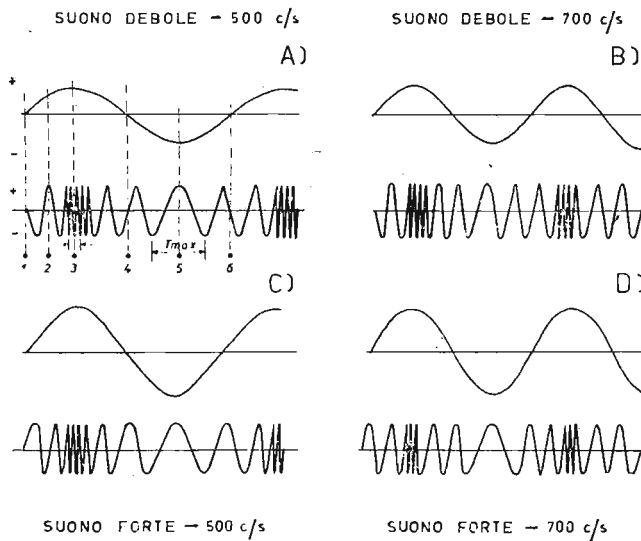 SUONO DEBOLE - 500 c/s
SUONO DEBOLE - 700 c/s
A)
B)
+
-
+
-
Tmax
1 2 3 4 5 6
C)
D)
SUONO FORTE - 500 c/s
SUONO FORTE - 700 c/s